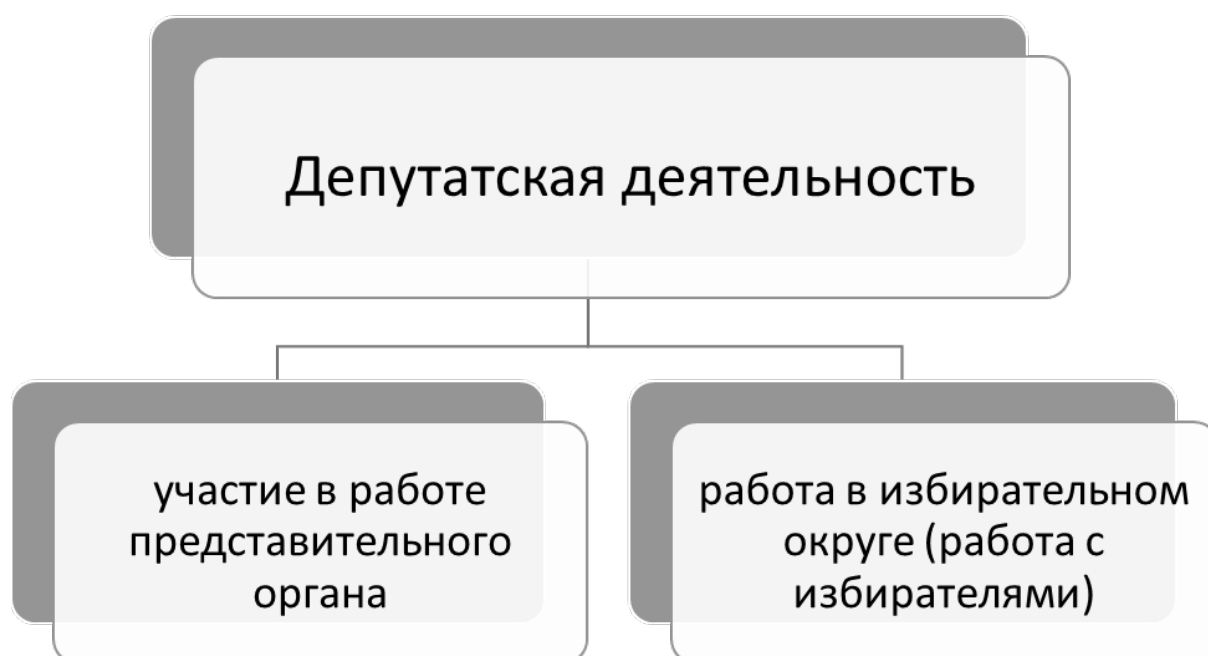 Депутатская деятельность
участие в работе
представительного
органа
работа в избирательном
округе (работа с
избирателями)